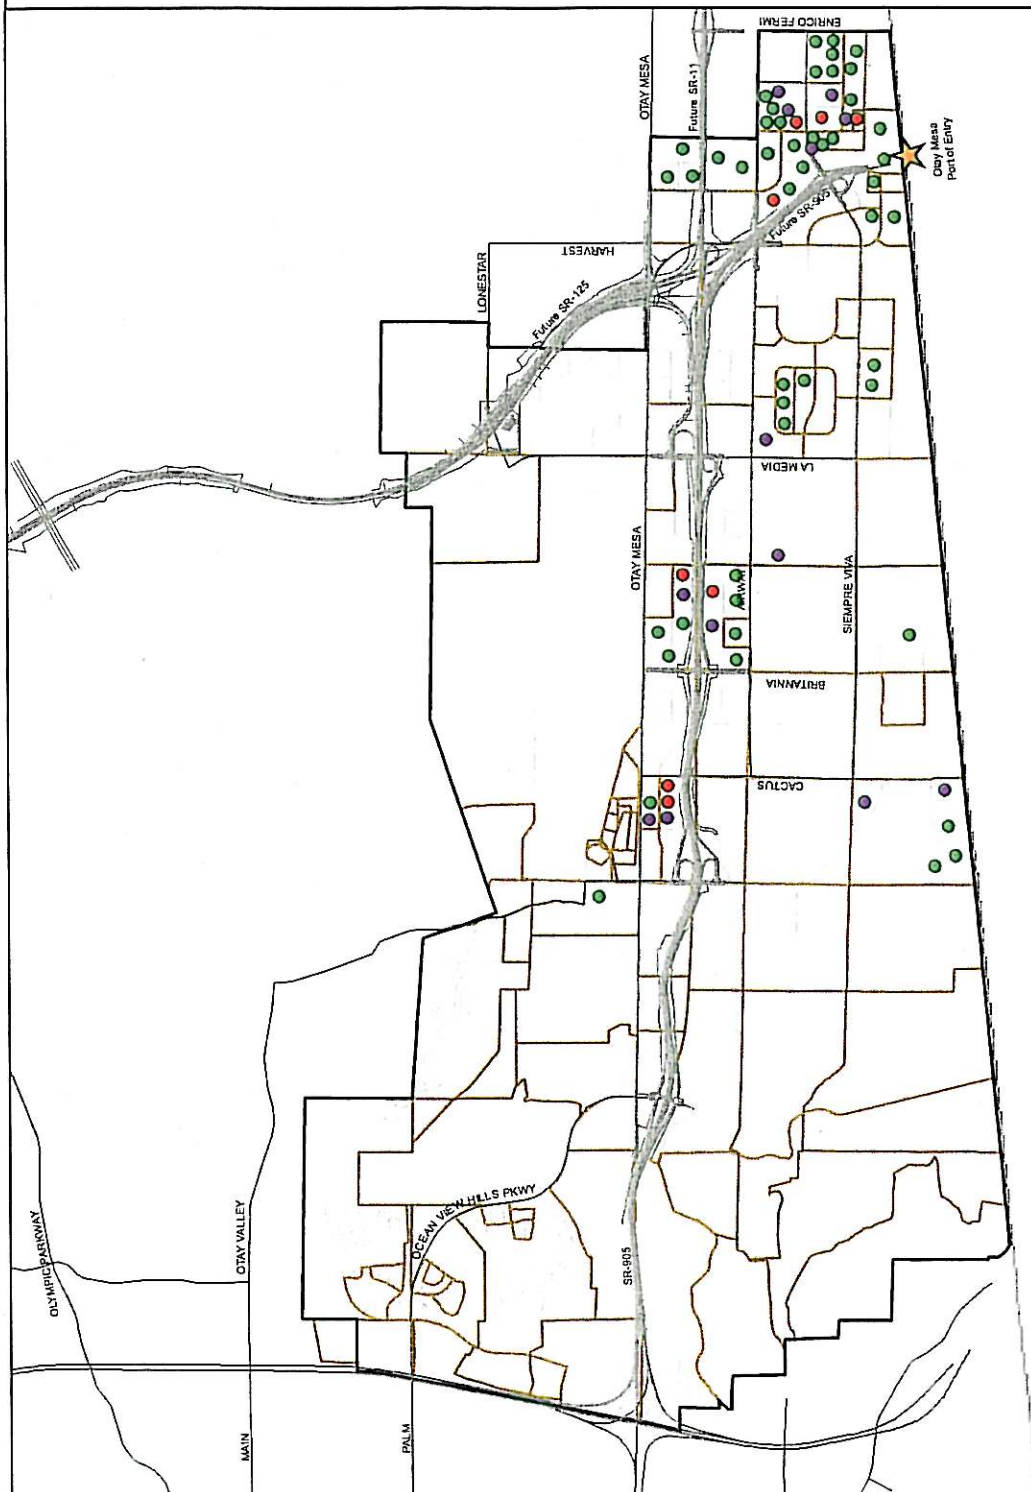 ENRICO FERMI
OTAY MESA
Future SR-11
Otay Mesa
Port of Entry
LONESTAR
HARVEST
Future SR-905
Future SR-125
LA MEDIA
OTAY MESA
AIRWAY
SIEMPRE VIVA
BRITANNIA
CACTUS
OCEAN VIEW HILLS PKWY
OLYMPIC PARKWAY
OTAY VALLEY
SR-905
MAIN
PALM